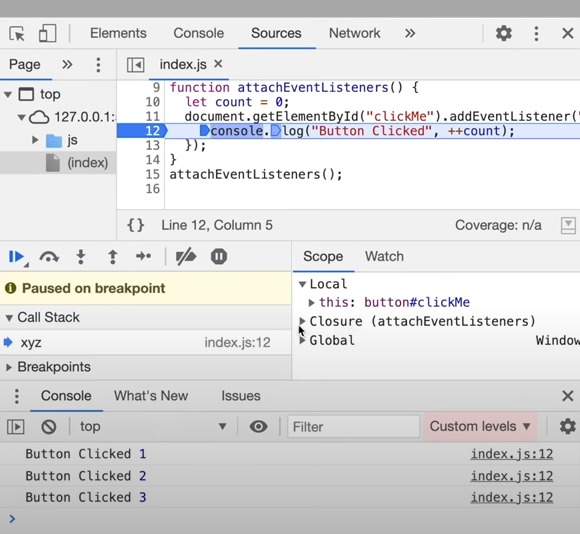 Elements Console Sources Network »
Page » index.js ×
top
127.0.0.1:
js
(index)
9 function attachEventListeners() {
10 let count = 0;
11 document.getElementById("clickMe").addEventListener("
12 console.log("Button Clicked", ++count);
13 });
14 }
15 attachEventListeners();
16
{} Line 12, Column 5 Coverage: n/a
Scope Watch
Paused on breakpoint
Call Stack
xyz index.js:12
Breakpoints
Local
this: button#clickMe
Closure (attachEventListeners)
Global Window
Console What's New Issues
top Filter Custom levels
Button Clicked 1 index.js:12
Button Clicked 2 index.js:12
Button Clicked 3 index.js:12